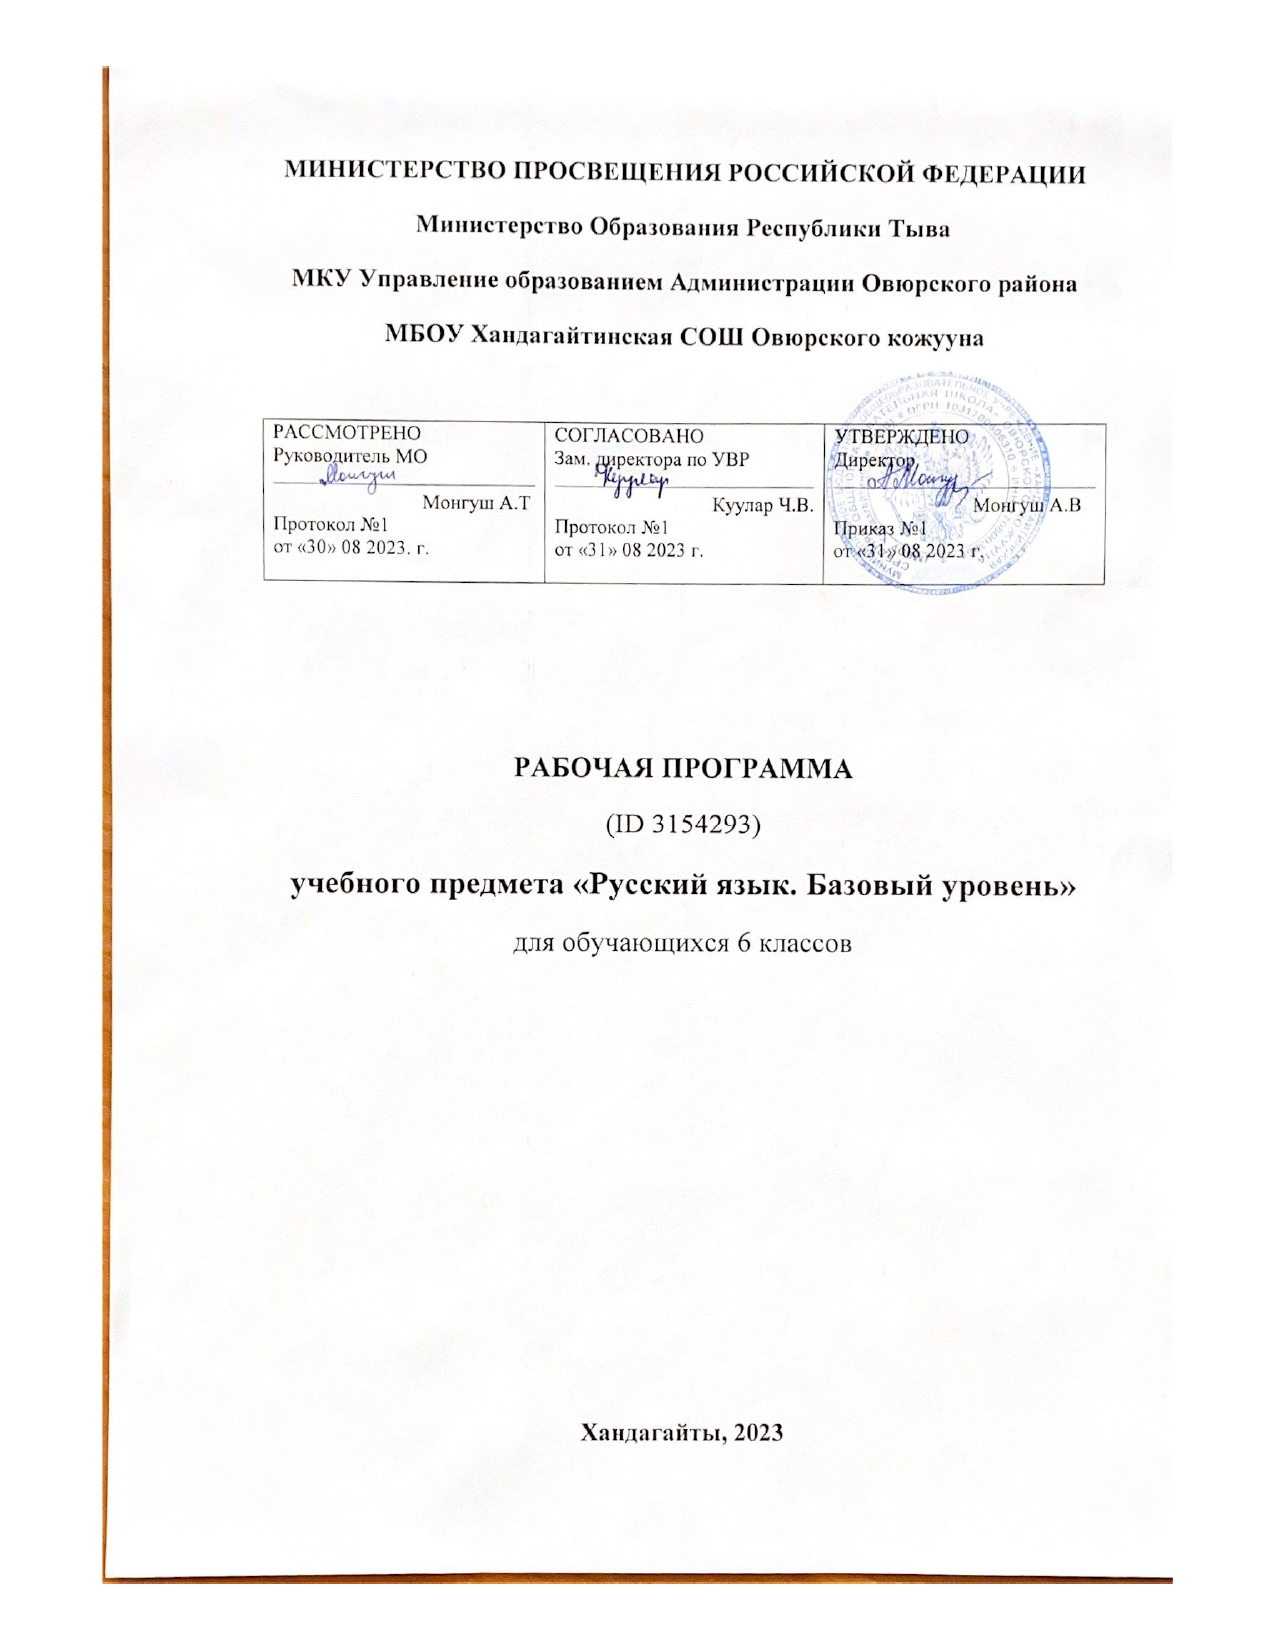 МИНИСТЕРСТВО ПРОСВЕЩЕНИЯ РОССИЙСКОЙ ФЕДЕРАЦИИ
Министерство Образования Республики Тыва
МКУ Управление образованием Администрации Овюрского района
МБОУ Хандагайтинская СОШ Овюрского кожууна
РАССМОТРЕНО
Руководитель МО
Монгуш А.Т
Протокол №1
от «30» 08 2023. г.
СОГЛАСОВАНО
Зам. директора по УВР
Куулар Ч.В.
Протокол №1
от «31» 08 2023 г.
УТВЕРЖДЕНО
Директор
Монгуш А.В
Приказ №1
от «31» 08 2023 г.
РАБОЧАЯ ПРОГРАММА
(ID 3154293)
учебного предмета «Русский язык. Базовый уровень»
для обучающихся 6 классов
Хандагайты, 2023